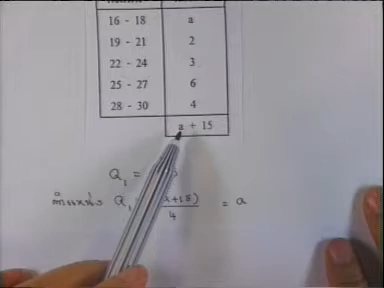 16 - 18 a
19 - 21 2
22 - 24 3
25 - 27 6
28 - 30 4
a + 15
Q₁ =
ตำแหน่ง Q₁
4
= a